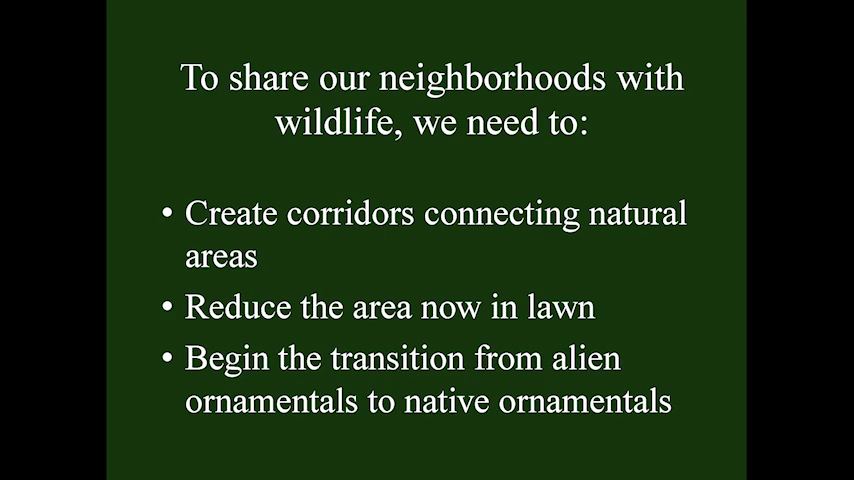 To share our neighborhoods with
wildlife, we need to:
• Create corridors connecting natural
areas
• Reduce the area now in lawn
• Begin the transition from alien
ornamentals to native ornamentals